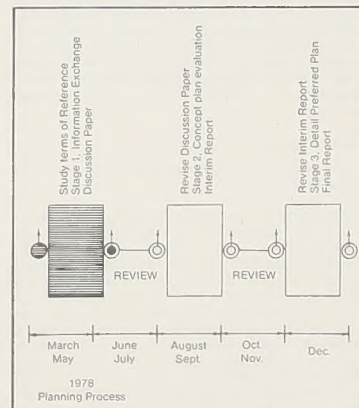 Study terms of Reference
Stage 1, Information Exchange
Discussion Paper
Revise Discussion Paper
Stage 2, Concept plan evaluation
Interim Report
Revise Interim Report
Stage 3, Detail Preferred Plan
Final Report
REVIEW
REVIEW
March
May
June
July
August
Sept.
Oct.
Nov.
Dec.
1978
Planning Process